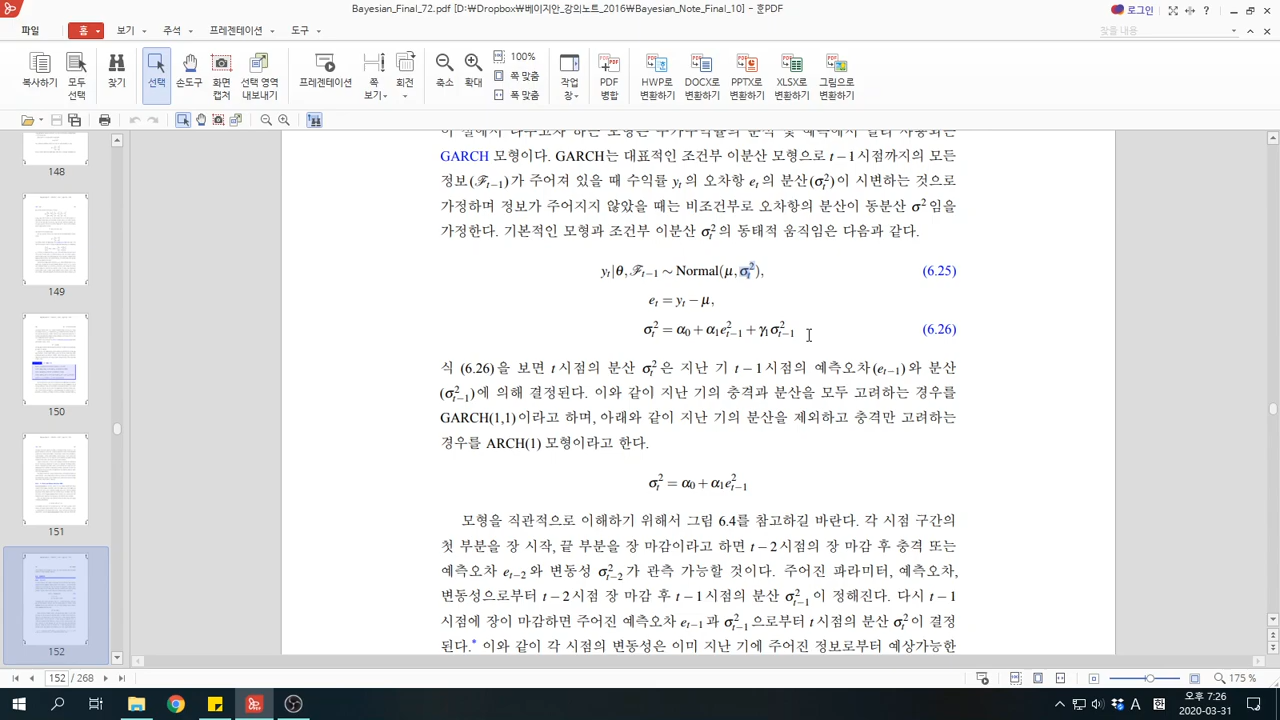 Bayesian_Final_72.pdf [D:₩Dropbox₩베이지안_강의노트_2016₩Bayesian_Note_Final_10] - 흔PDF
로그인
파일
홈
보기
주석
프레젠테이션
도구
찾을 내용
복사하기
모두 선택
찾기
선택
손도구
화면 캡처
선택 영역 내보내기
프레젠테이션
쪽 보기
회전
축소
확대
100%
쪽 맞춤
폭 맞춤
작업 창
PDF 병합
HWP로 변환하기
DOCX로 변환하기
PPTX로 변환하기
XLSX로 변환하기
그림으로 변환하기
148
149
150
151
152
GARCH 모형이다. GARCH는 대표적인 조건부 이분산 모형으로 t−1 시점까지의 모든
정보(ℱt−1)가 주어져 있을 때 수익률 yt의 오차항 et의 분산(σt²)이 시변하는 것으로
가정하며 정보가 주어지지 않았을 때는 비조건부로 오차항의 분산이 동분산 σ²임을
가정한다. 기본적인 모형과 조건부 이분산 σt²의 동태적 움직임은 다음과 같다.
yt|θ, ℱt−1 ∼ Normal(μ, σt²), (6.25)
et = yt − μ,
σt² = α0 + α1e²t−1 + γ1σ²t−1 (6.26)
식 (6.26)을 보면 t시점의 분산 σt²은 지난 기 t−1 시점의 예측오차(et−1)와 분산
(σ²t−1)에 의해 결정된다. 이와 같이 지난 기의 충격과 분산을 모두 고려하는 경우를
GARCH(1,1)이라고 하며, 아래와 같이 지난 기의 분산을 제외하고 충격만 고려하는
경우를 ARCH(1) 모형이라고 한다.
σt² = α0 + α1e²t−1
모형을 직관적으로 이해하기 위해서 그림 6.4를 참고하길 바란다. 각 시점 구간의
첫 부분을 장 시작, 끝 부분을 장 마감이라고 하면 t−2 시점의 장 마감 후 충격 또는
예측오차 et−2와 변동성 σ²t−2가 관측 가능할 것이다. 주어진 파라미터, 예측오차,
변동성으로부터 t−2시점 장 마감 후 t−1 시점의 분산 σ²t−1이 정해진다. 다시 t−1
시점에 장이 마감하면 주어진 예측오차 et−1과 σ²t−1으로부터 t 시점의 분산 σt²이 결정
된다.* 이와 같이 각 시점의 변동성은 이미 지난 기에 주어진 정보로부터 예상가능한
152 / 268
175 %
A
한
오후 7:26
2020-03-31